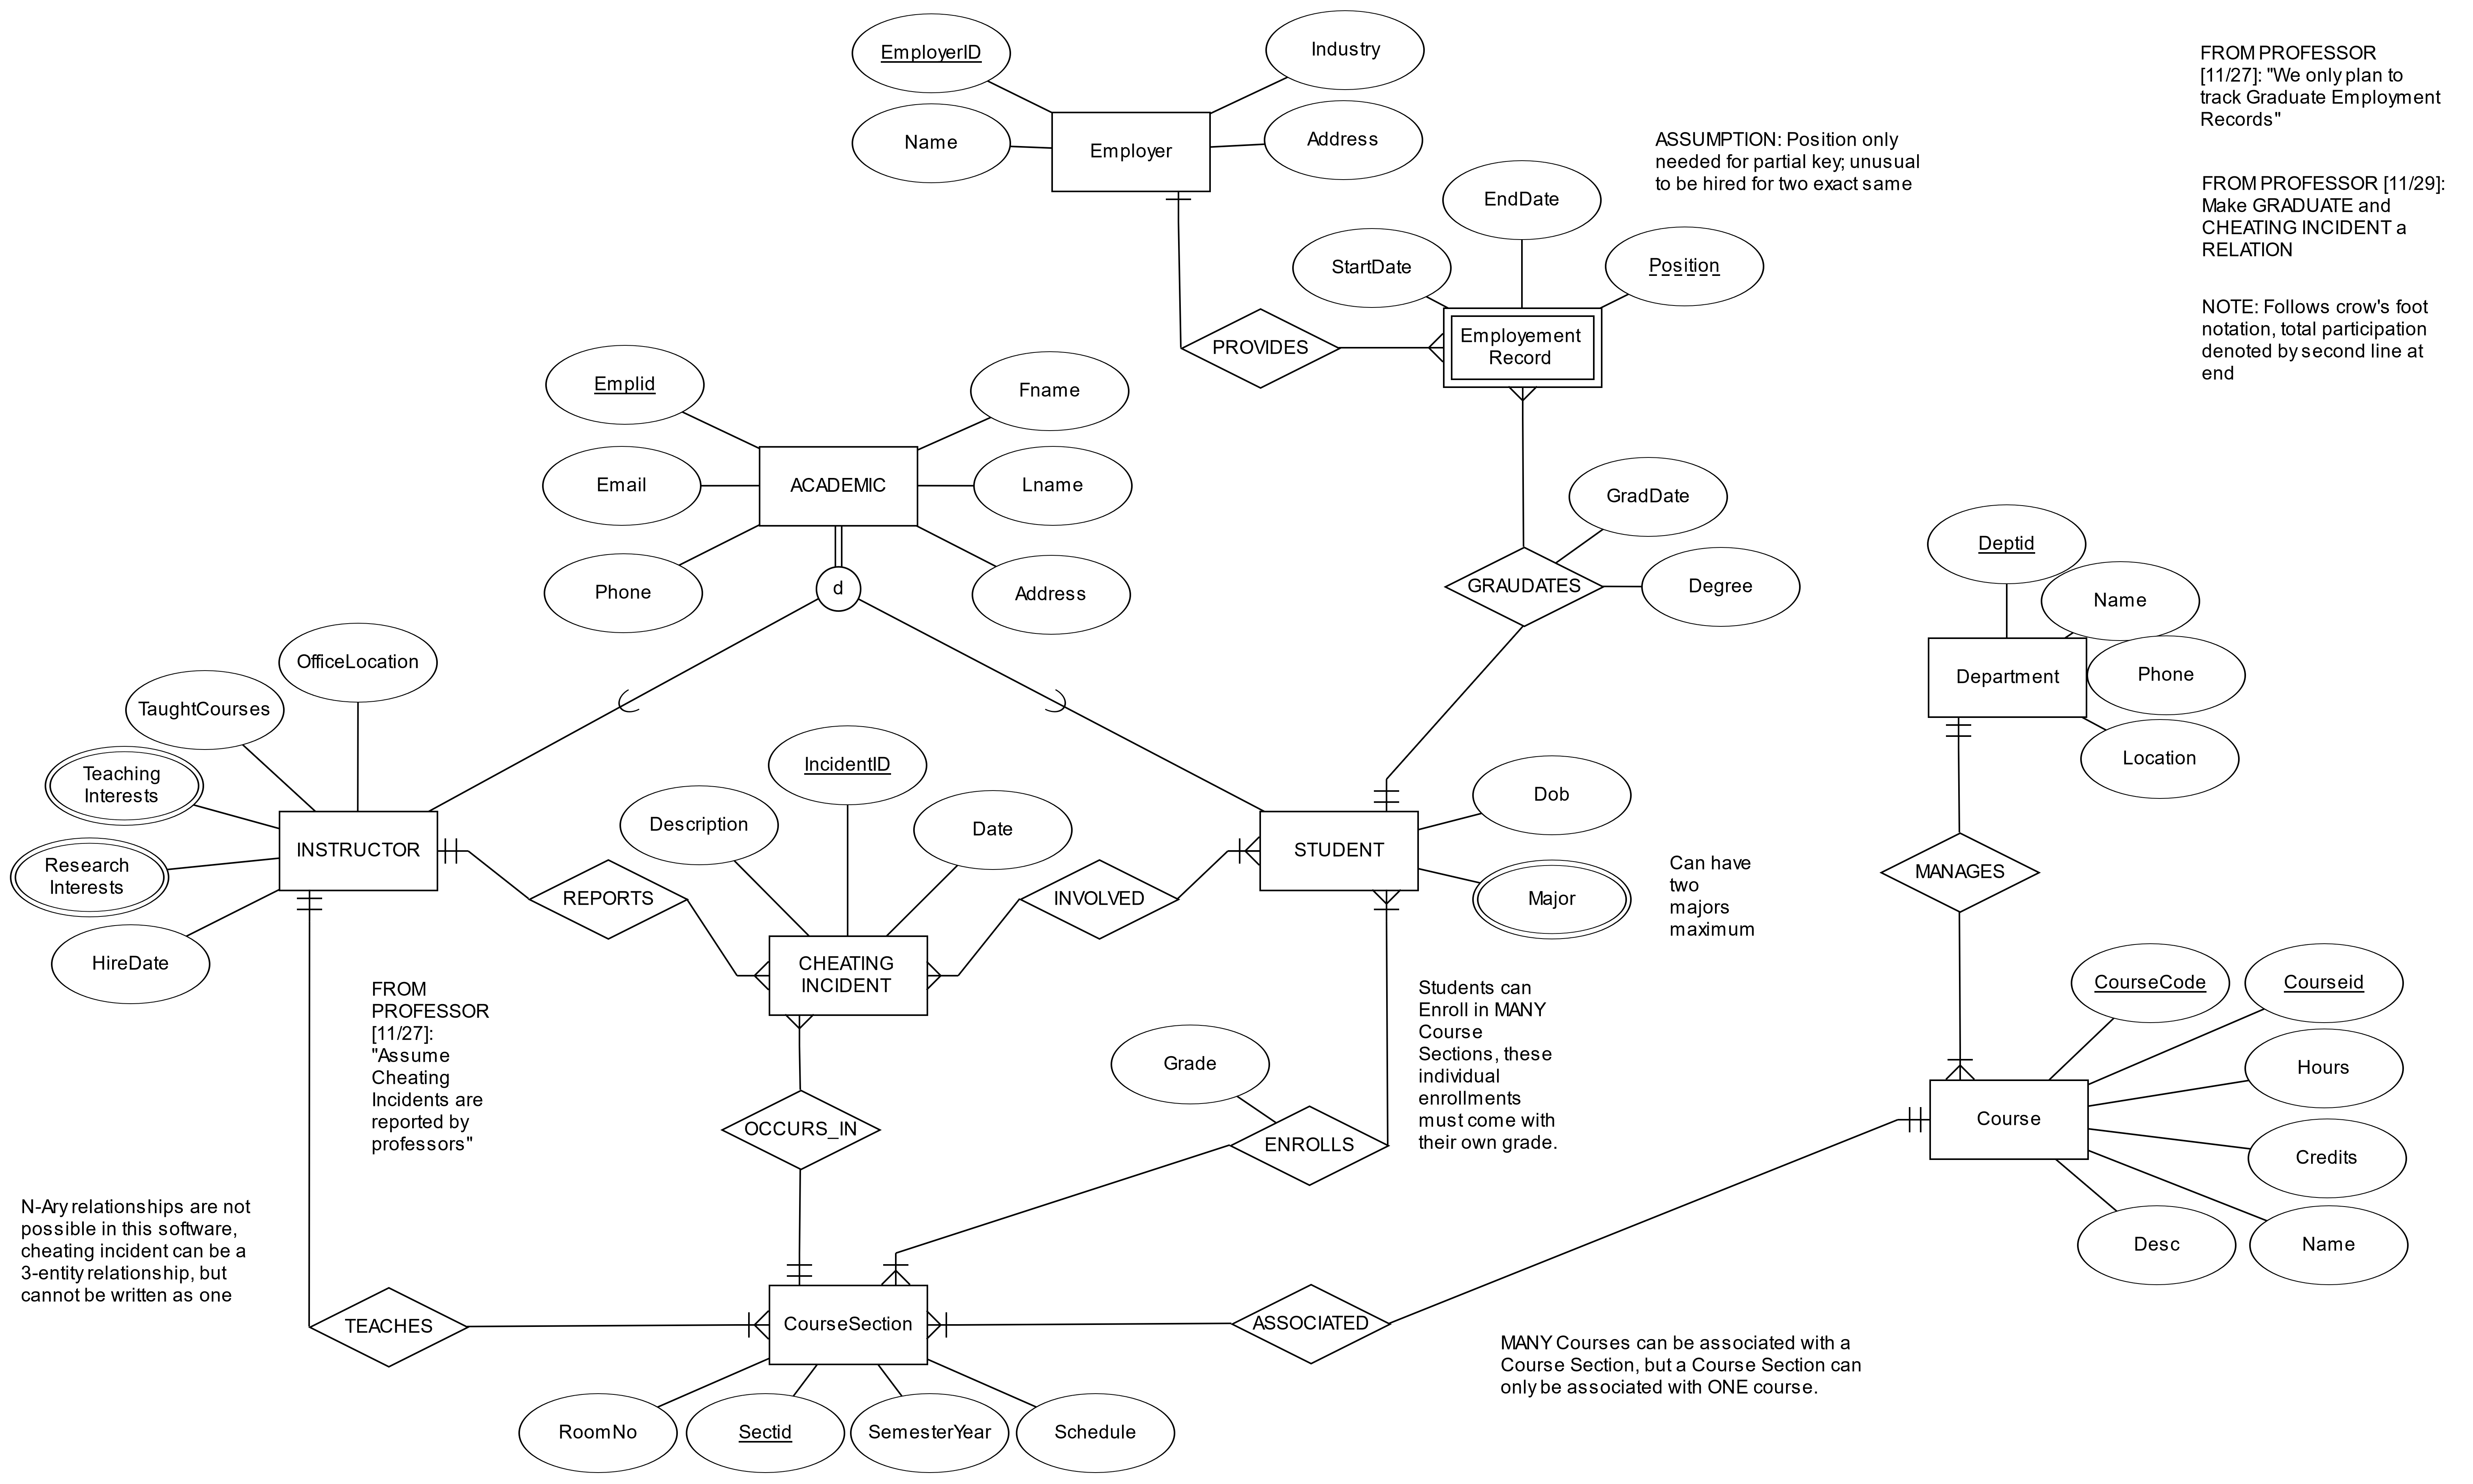 EmployerID
Industry
Name
Employer
Address
FROM PROFESSOR
[11/27]: "We only plan to
track Graduate Employment
Records"
ASSUMPTION: Position only
needed for partial key; unusual
to be hired for two exact same
FROM PROFESSOR [11/29]:
Make GRADUATE and
CHEATING INCIDENT a
RELATION
NOTE: Follows crow's foot
notation, total participation
denoted by second line at
end
EndDate
StartDate
Position
PROVIDES
Employement
Record
Emplid
Fname
Email
ACADEMIC
Lname
Phone
d
Address
GradDate
GRAUDATES
Degree
Deptid
Name
Department
Phone
Location
OfficeLocation
TaughtCourses
Teaching
Interests
Research
Interests
HireDate
INSTRUCTOR
REPORTS
Description
IncidentID
Date
CHEATING
INCIDENT
INVOLVED
STUDENT
Dob
Major
Can have
two
majors
maximum
MANAGES
FROM
PROFESSOR
[11/27]:
"Assume
Cheating
Incidents are
reported by
professors"
Students can
Enroll in MANY
Course
Sections, these
individual
enrollments
must come with
their own grade.
CourseCode
Courseid
Hours
Course
Credits
Desc
Name
Grade
OCCURS_IN
ENROLLS
N-Ary relationships are not
possible in this software,
cheating incident can be a
3-entity relationship, but
cannot be written as one
TEACHES
CourseSection
ASSOCIATED
MANY Courses can be associated with a
Course Section, but a Course Section can
only be associated with ONE course.
RoomNo
Sectid
SemesterYear
Schedule